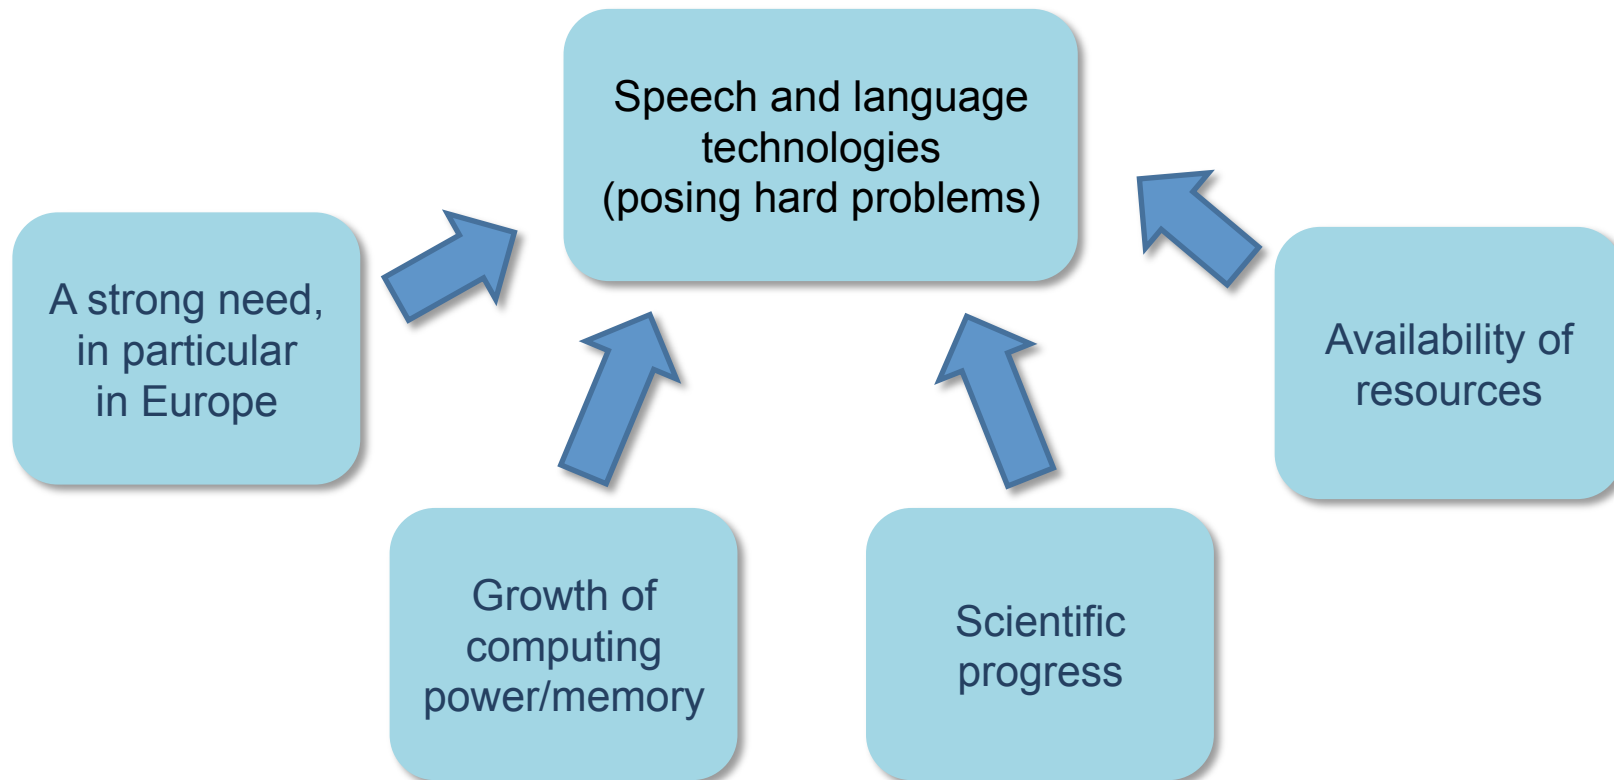 Speech and language
technologies
(posing hard problems)
A strong need,
in particular
in Europe
Growth of
computing
power/memory
Scientific
progress
Availability of
resources